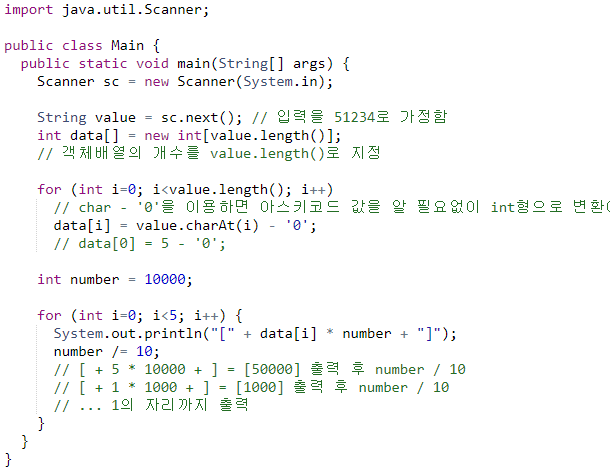 import java.util.Scanner;
public class Main {
public static void main(String[] args) {
Scanner sc = new Scanner(System.in);
String value = sc.next(); // 입력을 51234로 가정함
int data[] = new int[value.length()];
// 객체배열의 개수를 value.length()로 지정
for (int i=0; i<value.length(); i++)
// char - '0'을 이용하면 아스키코드 값을 알 필요없이 int형으로
data[i] = value.charAt(i) - '0';
// data[0] = 5 - '0';
int number = 10000;
for (int i=0; i<5; i++) {
System.out.println("[" + data[i] * number + "]");
number /= 10;
// [ + 5 * 10000 + ] = [50000] 출력 후 number / 10
// [ + 1 * 1000 + ] = [1000] 출력 후 number / 10
// ... 1의 자리까지 출력
}
}
}